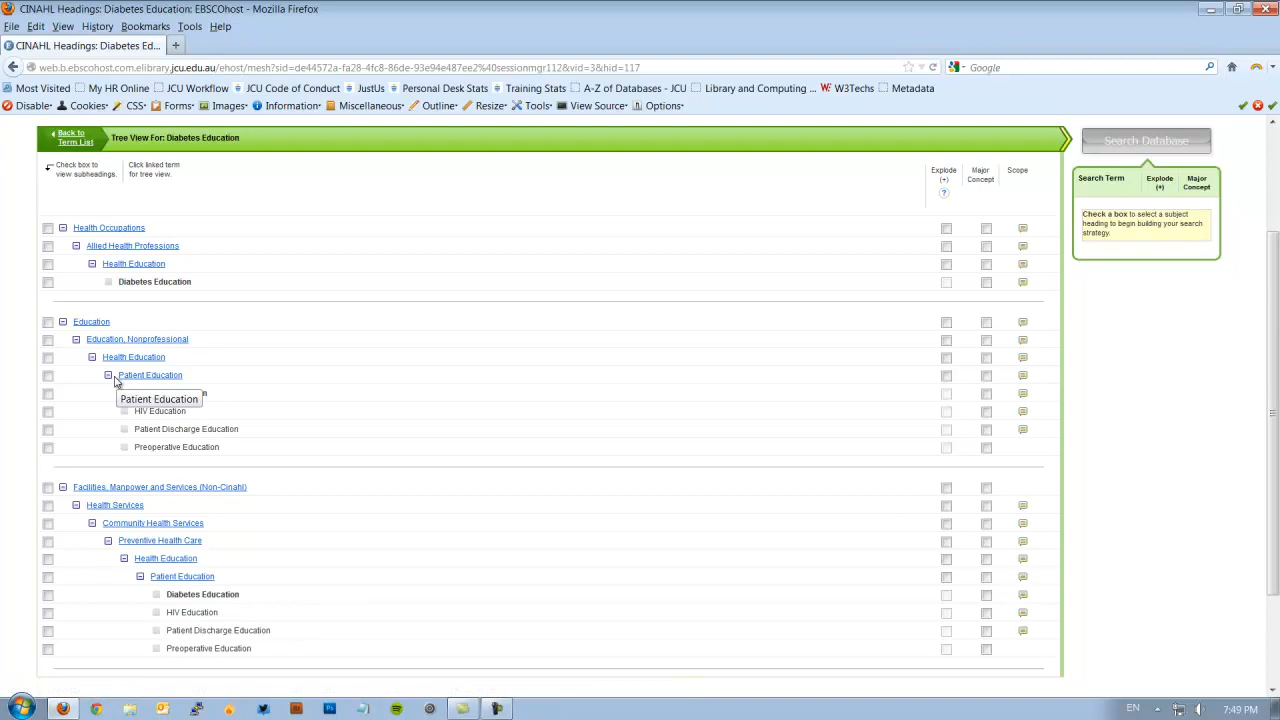 CINAHL Headings: Diabetes Education: EBSCOhost - Mozilla Firefox
File Edit View Bookmarks Tools Help
CINAHL Headings: Diabetes Ed... +
web.b.ebscohost.com.elibrary.jcu.edu.au/ehost/mesh?sid=de44572a-fa28-4fc8-86de-93e94e487ee2%40sessionmgr112&vid=3&hid=117 Google
Most Visited My HR Online JCU Workflow JustUs JCU Code of Conduct Personal Desk Stats Training Stats A-Z of Databases - JCU Library and Computing ... W3Techs Metadata
Disable Cookies CSS Forms Images Information Miscellaneous Outline Resize Tools View Source Options
Back to
Term List
Tree View For: Diabetes Education
Search Database
Check box to
view subheadings.
Click linked term
for tree view.
Explode
(+)
?
Major
Concept
Scope
Search Term Explode
(+)
Major
Concept
Check a box to select a subject
heading to begin building your search
strategy.
Health Occupations
Allied Health Professions
Health Education
Diabetes Education
Education
Education, Nonprofessional
Health Education
Patient Education
Patient Education
HIV Education
Patient Discharge Education
Preoperative Education
Facilities, Manpower and Services (Non-Cinahl)
Health Services
Community Health Services
Preventive Health Care
Health Education
Patient Education
Diabetes Education
HIV Education
Patient Discharge Education
Preoperative Education
EN 7:49 PM